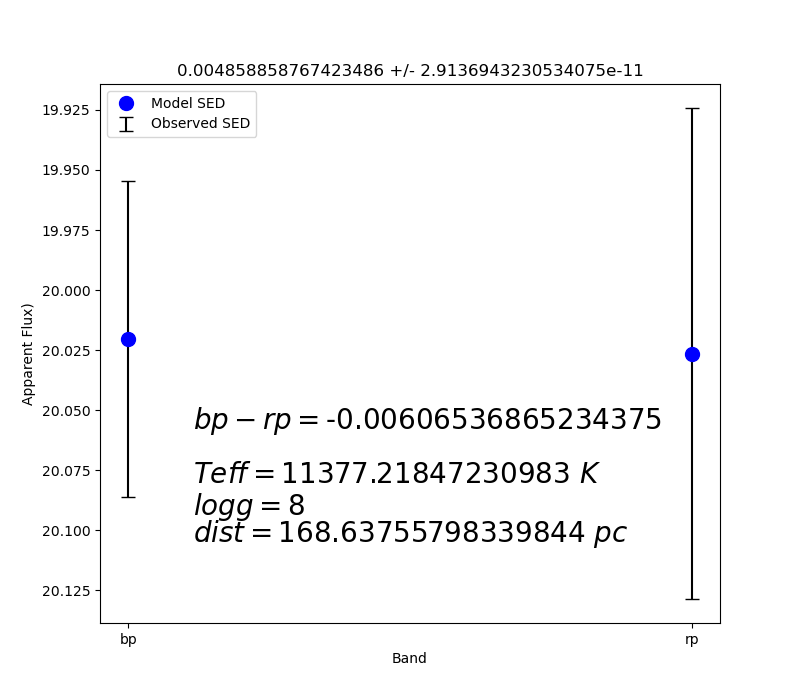 0.004858858767423486 +/- 2.9136943230534075e-11
Model SED
Observed SED
19.925
19.950
19.975
20.000
20.025
20.050
20.075
20.100
20.125
Apparent Flux)
bp − rp = -0.00606536865234375
Teff = 11377.21847230983 K
logg = 8
dist = 168.63755798339844 pc
bp
rp
Band